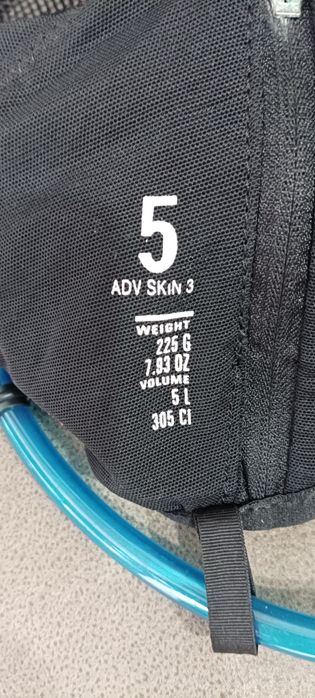 5
ADV SKiN 3
WEIGHT
225 G
7.93 OZ
VOLUME
5 L
305 CI